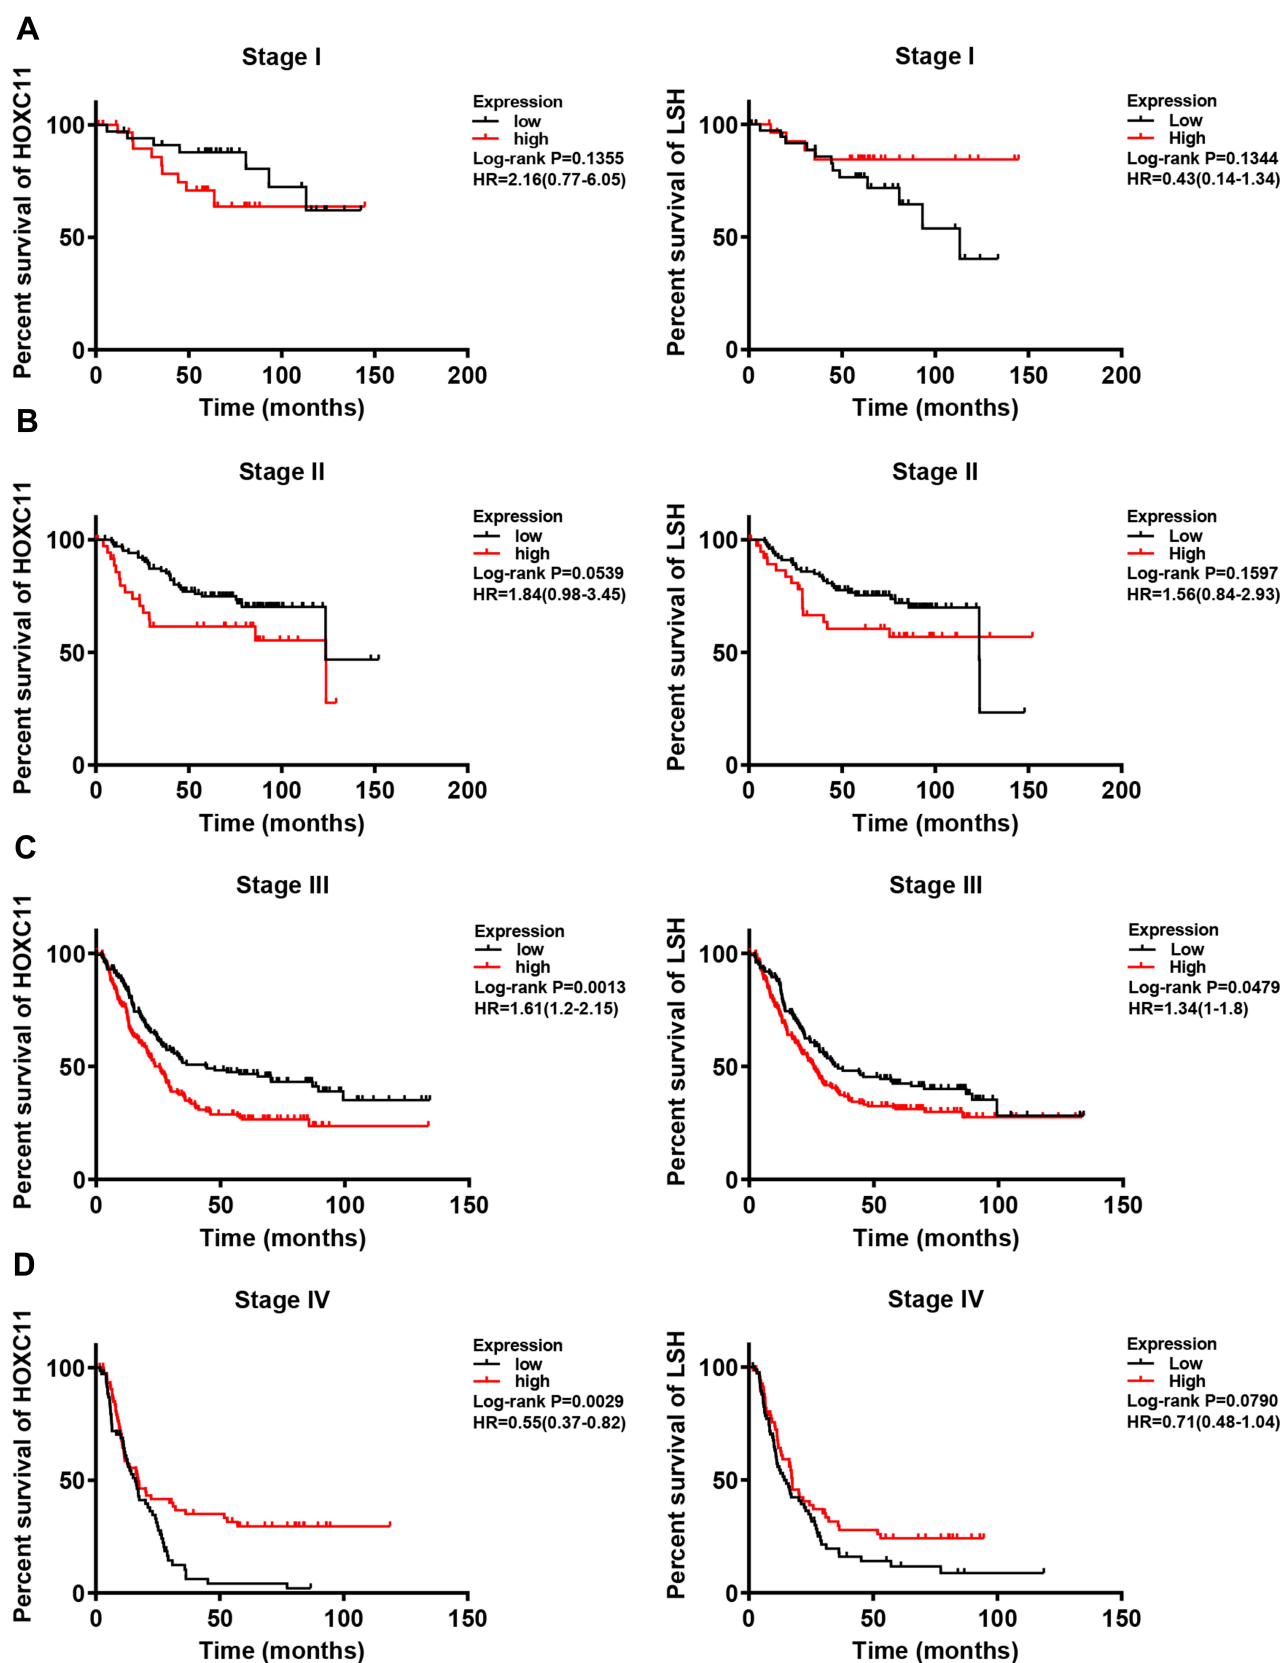 A
Stage I
Percent survival of HOXC11
100
50
0
0 50 100 150 200
Time (months)
Expression
low
high
Log-rank P=0.1355
HR=2.16(0.77-6.05)
Stage I
Percent survival of LSH
100
50
0
0 50 100 150 200
Time (months)
Expression
Low
High
Log-rank P=0.1344
HR=0.43(0.14-1.34)
B
Stage II
Percent survival of HOXC11
100
50
0
0 50 100 150 200
Time (months)
Expression
low
high
Log-rank P=0.0539
HR=1.84(0.98-3.45)
Stage II
Percent survival of LSH
100
50
0
0 50 100 150 200
Time (months)
Expression
Low
High
Log-rank P=0.1597
HR=1.56(0.84-2.93)
C
Stage III
Percent survival of HOXC11
100
50
0
0 50 100 150
Time (months)
Expression
low
high
Log-rank P=0.0013
HR=1.61(1.2-2.15)
Stage III
Percent survival of LSH
100
50
0
0 50 100 150
Time (months)
Expression
Low
High
Log-rank P=0.0479
HR=1.34(1-1.8)
D
Stage IV
Percent survival of HOXC11
100
50
0
0 50 100 150
Time (months)
Expression
low
high
Log-rank P=0.0029
HR=0.55(0.37-0.82)
Stage IV
Percent survival of LSH
100
50
0
0 50 100 150
Time (months)
Expression
Low
High
Log-rank P=0.0790
HR=0.71(0.48-1.04)